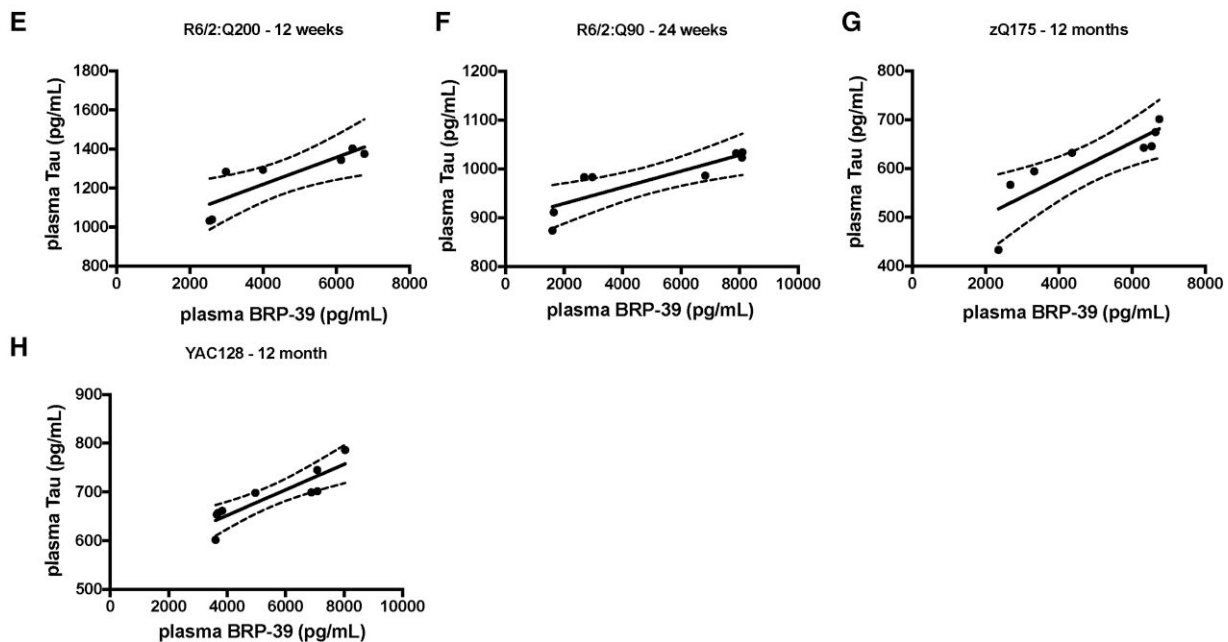 E
R6/2:Q200 - 12 weeks
1800
1600
1400
1200
1000
800
plasma Tau (pg/mL)
0
2000
4000
6000
8000
plasma BRP-39 (pg/mL)
F
R6/2:Q90 - 24 weeks
1200
1100
1000
900
800
plasma Tau (pg/mL)
0
2000
4000
6000
8000
10000
plasma BRP-39 (pg/mL)
G
zQ175 - 12 months
800
700
600
500
400
plasma Tau (pg/mL)
0
2000
4000
6000
8000
plasma BRP-39 (pg/mL)
H
YAC128 - 12 month
900
800
700
600
500
plasma Tau (pg/mL)
0
2000
4000
6000
8000
10000
plasma BRP-39 (pg/mL)